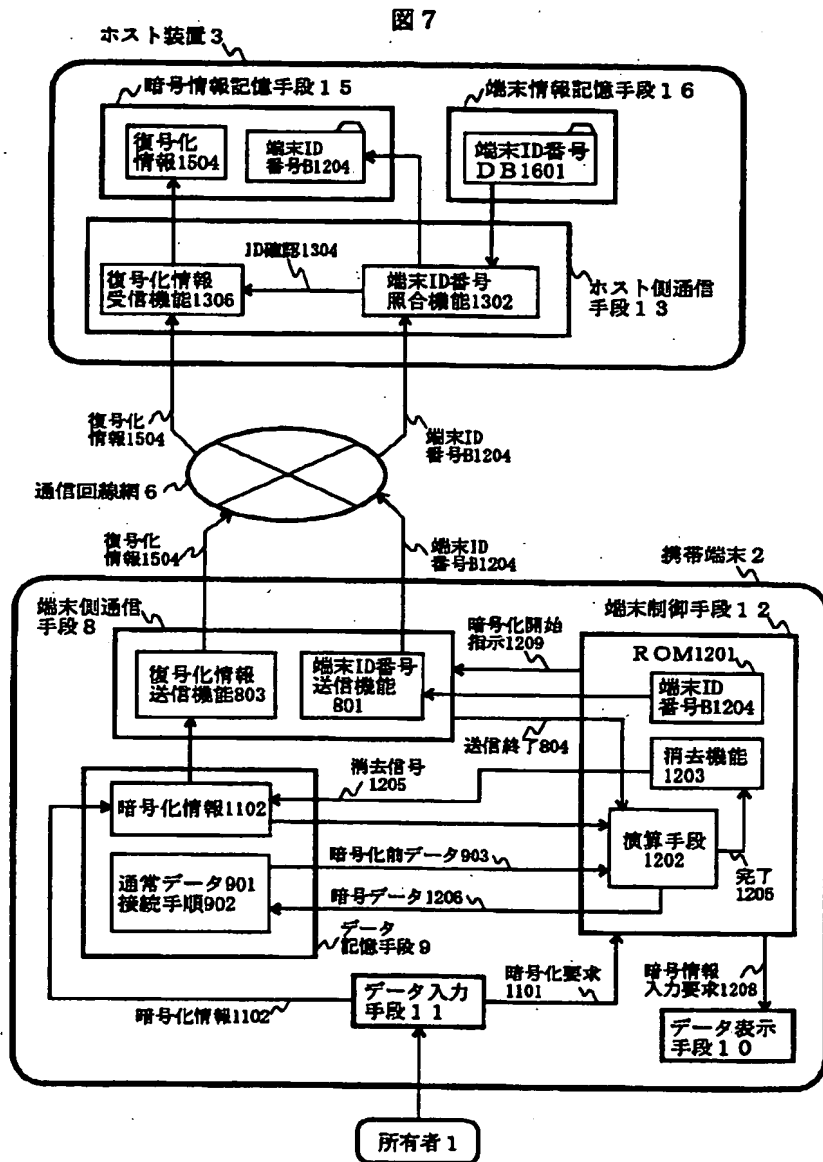 図7
ホスト装置3
暗号情報記憶手段15
端末情報記憶手段16
復号化
情報1504
端末ID
番号B1204
端末ID番号
DB1601
ID確認1304
復号化情報
受信機能1306
端末ID番号
照合機能1302
ホスト側通信
手段13
復号化
情報1504
端末ID
番号B1204
通信回線網6
復号化
情報1504
端末ID
番号B1204
携帯端末2
端末側通信
手段8
端末制御手段12
復号化情報
送信機能803
端末ID番号
送信機能
801
暗号化開始
指示1209
ROM1201
端末ID
番号B1204
送信終了804
消去信号
1205
消去機能
1203
暗号化情報1102
演算手段
1202
暗号化前データ903
完了
1205
通常データ901
接続手順902
暗号データ1206
データ
記憶手段9
暗号化要求
1101
暗号情報
入力要求1208
暗号化情報1102
データ入力
手段11
データ表示
手段10
所有者1